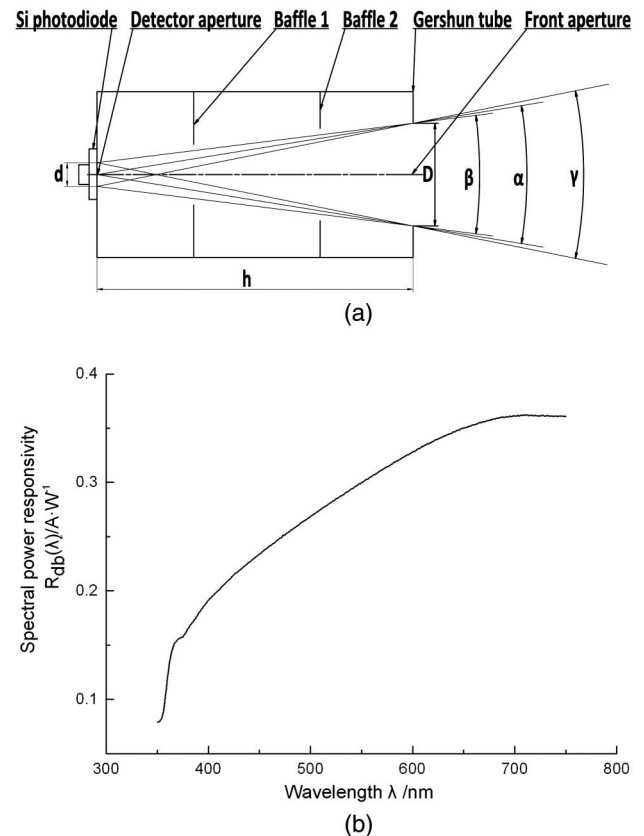 Si photodiode Detector aperture Baffle 1 Baffle 2 Gershun tube Front aperture
d D β α γ
h
(a)
Spectral power responsivity
R_db(λ)/A·W⁻¹
0.4
0.3
0.2
0.1
300 400 500 600 700 800
Wavelength λ /nm
(b)